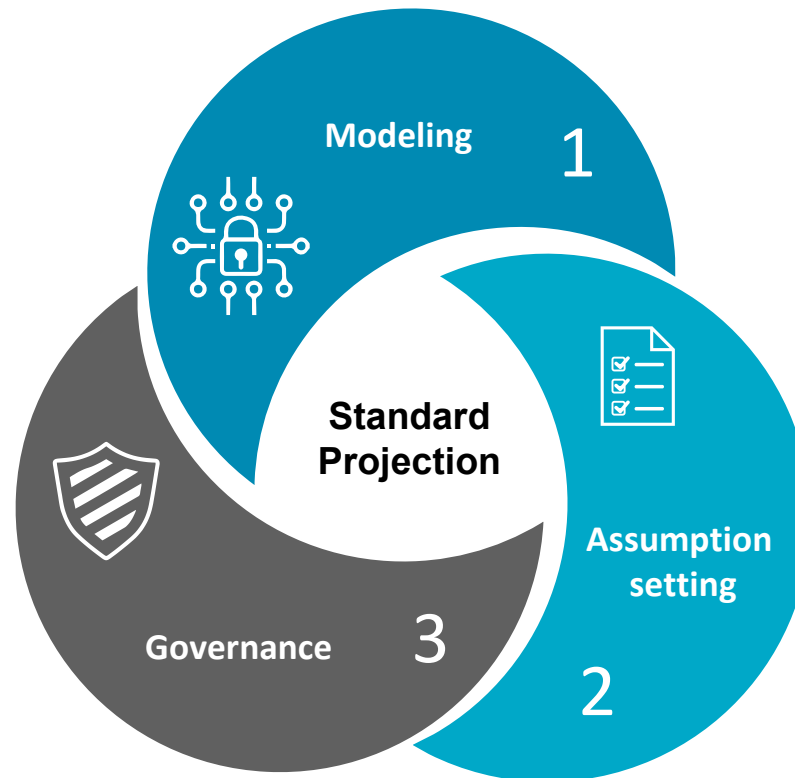 Modeling
1
Standard
Projection
Assumption
setting
2
Governance
3